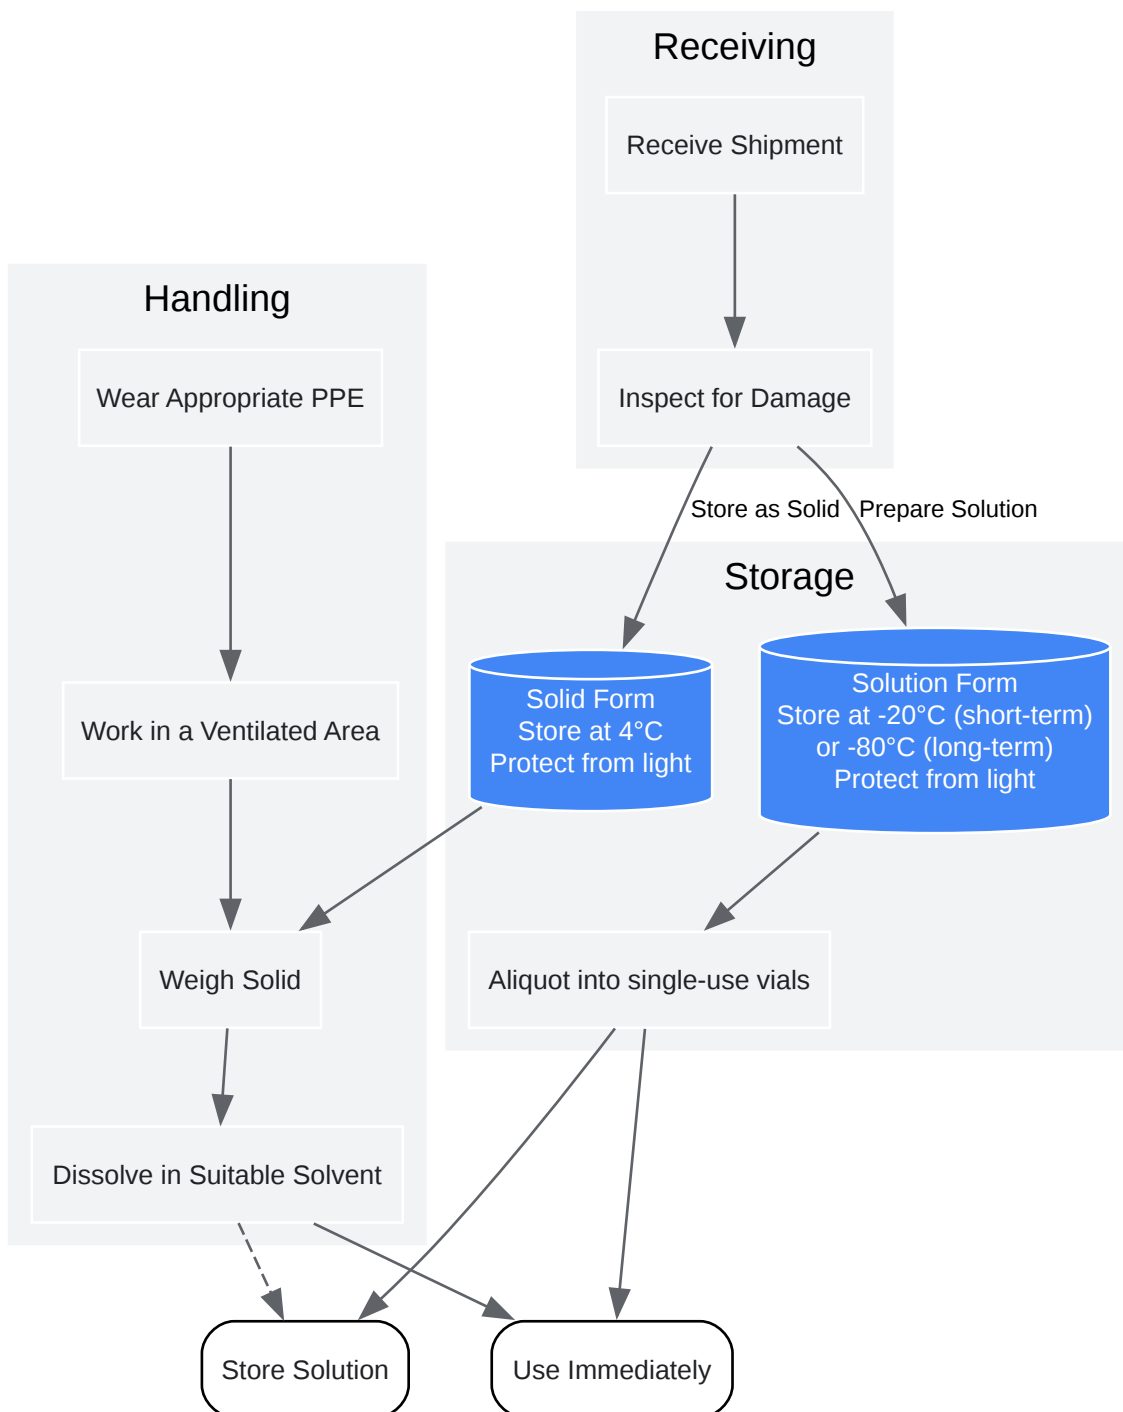 Receiving
Receive Shipment
Handling
Wear Appropriate PPE
Inspect for Damage
Store as Solid
Prepare Solution
Storage
Work in a Ventilated Area
Solid Form
Store at 4°C
Protect from light
Solution Form
Store at -20°C (short-term)
or -80°C (long-term)
Protect from light
Weigh Solid
Aliquot into single-use vials
Dissolve in Suitable Solvent
Store Solution
Use Immediately